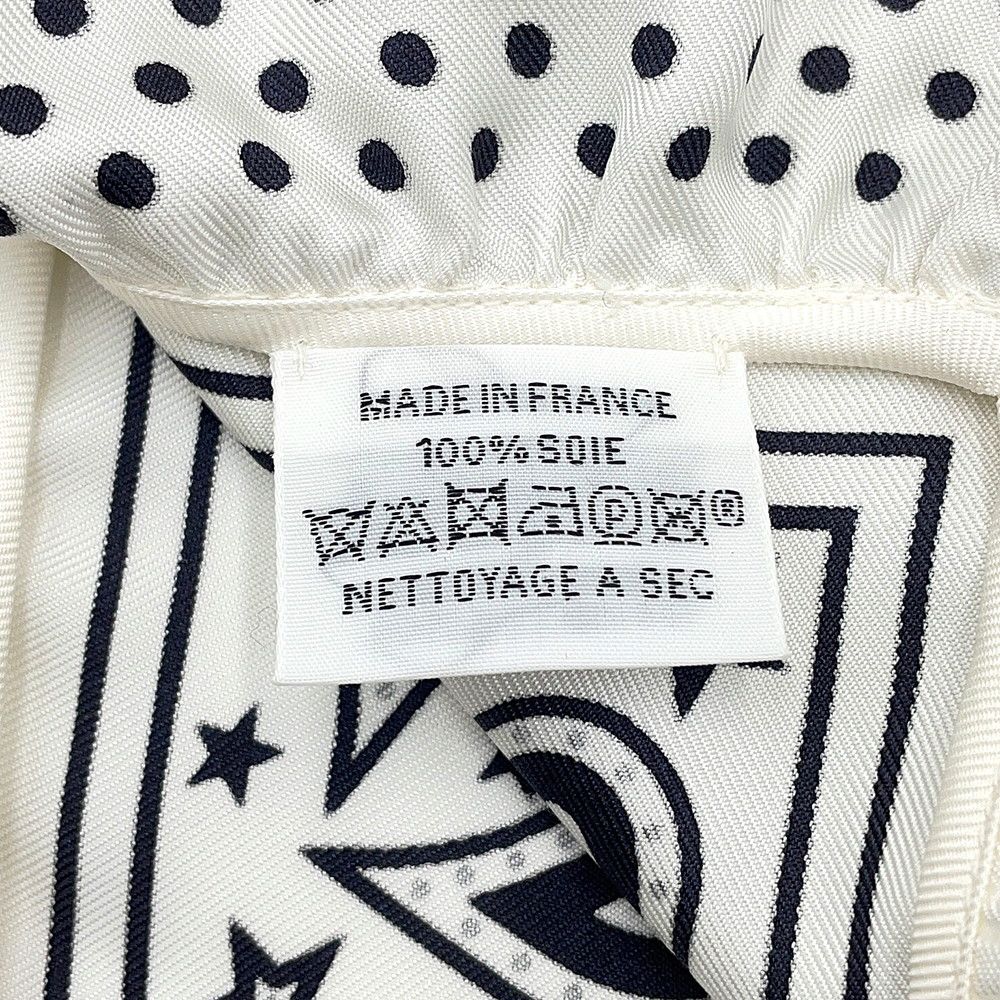 MADE IN FRANCE
100% SOIE
P ®
NETTOYAGE A SEC